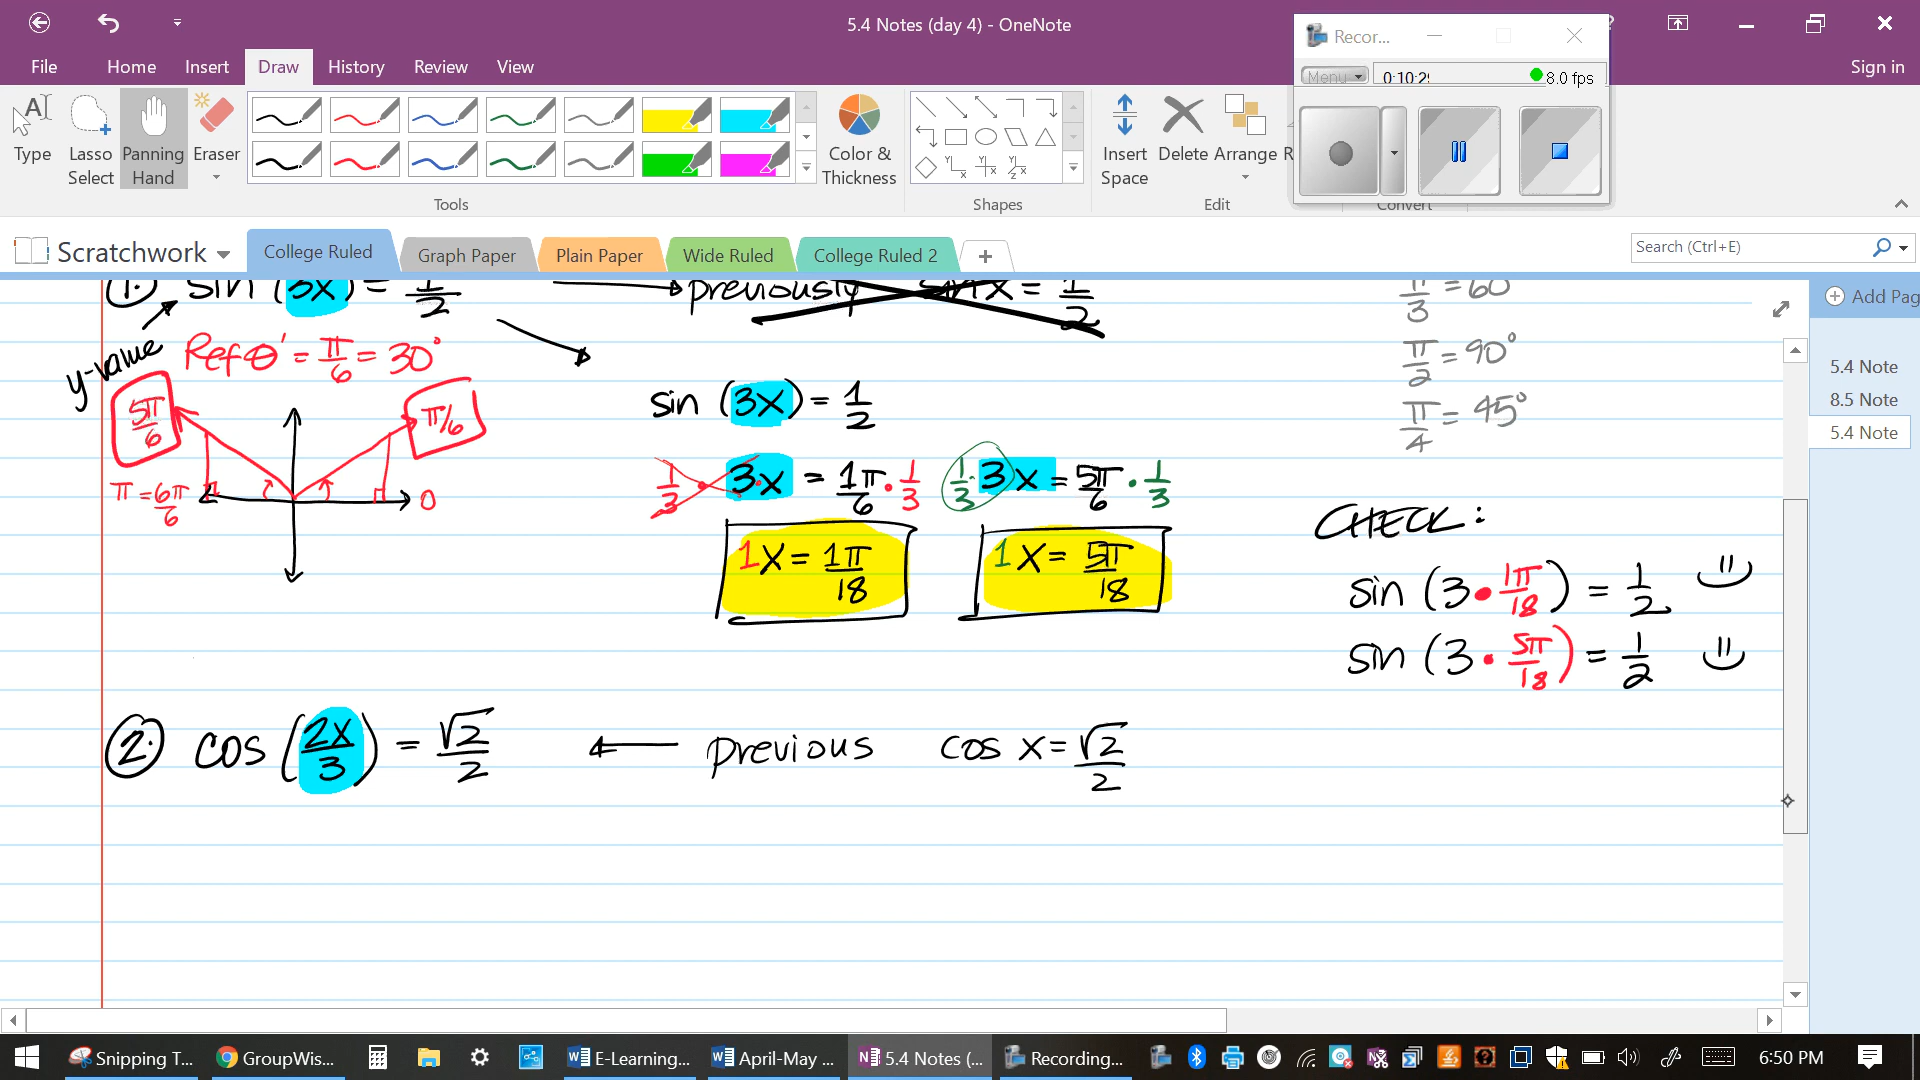 5.4 Notes (day 4) - OneNote
Recor...
Menu
0:10:29
8.0 fps
File Home Insert Draw History Review View
Sign in
Type
Lasso Select
Panning Hand
Eraser
Color & Thickness
Insert Space
Delete
Arrange
Tools
Shapes
Edit
Convert
Scratchwork
College Ruled
Graph Paper
Plain Paper
Wide Ruled
College Ruled 2
Search (Ctrl+E)
Add Pag
5.4 Note
8.5 Note
5.4 Note
1. sin (3x) = 1/2
previously sin x = 1/2
y-value
Ref θ' = π/6 = 30°
5π/6
π/6
π = 6π/6
0
sin (3x) = 1/2
1/3 • 3x = 1π/6 • 1/3
1/3 • 3x = 5π/6 • 1/3
1x = 1π/18
1x = 5π/18
π/3 = 60
π/2 = 90°
π/4 = 45°
CHECK:
sin (3 • 1π/18) = 1/2
sin (3 • 5π/18) = 1/2
2. cos (2x/3) = √2/2 ← previous cos x = √2/2
Snipping T...
GroupWis...
E-Learning...
April-May ...
5.4 Notes (...
Recording...
6:50 PM